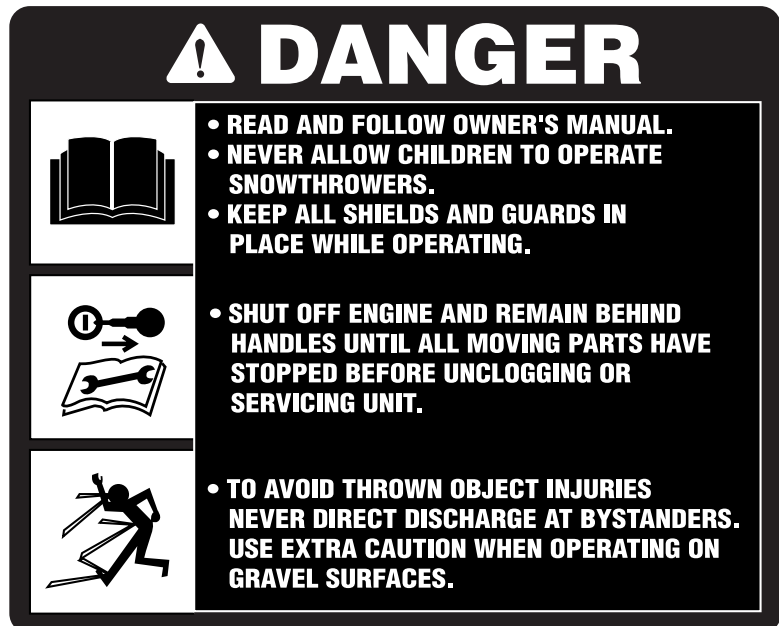 DANGER
• READ AND FOLLOW OWNER'S MANUAL.
• NEVER ALLOW CHILDREN TO OPERATE
SNOWTHROWERS.
• KEEP ALL SHIELDS AND GUARDS IN
PLACE WHILE OPERATING.
• SHUT OFF ENGINE AND REMAIN BEHIND
HANDLES UNTIL ALL MOVING PARTS HAVE
STOPPED BEFORE UNCLOGGING OR
SERVICING UNIT.
• TO AVOID THROWN OBJECT INJURIES
NEVER DIRECT DISCHARGE AT BYSTANDERS.
USE EXTRA CAUTION WHEN OPERATING ON
GRAVEL SURFACES.